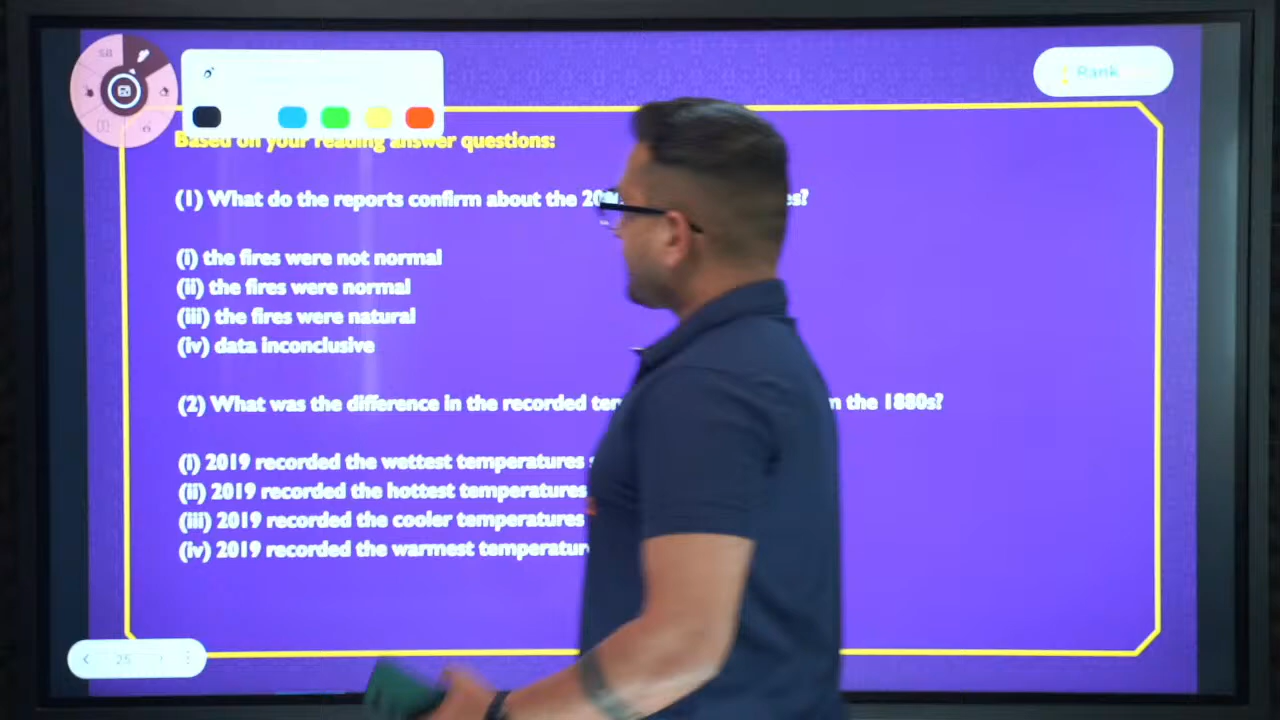 sa
Rank
Based on your reading answer questions:
(1) What do the reports confirm about the
(i) the fires were not normal
(ii) the fires were normal
(iii) the fires were natural
(iv) data inconclusive
(2) What was the difference in the recorded the 1880s?
(i) 2019 recorded the wettest temperatures
(ii) 2019 recorded the hottest temperatures
(iii) 2019 recorded the cooler temperatures
(iv) 2019 recorded the warmest
25